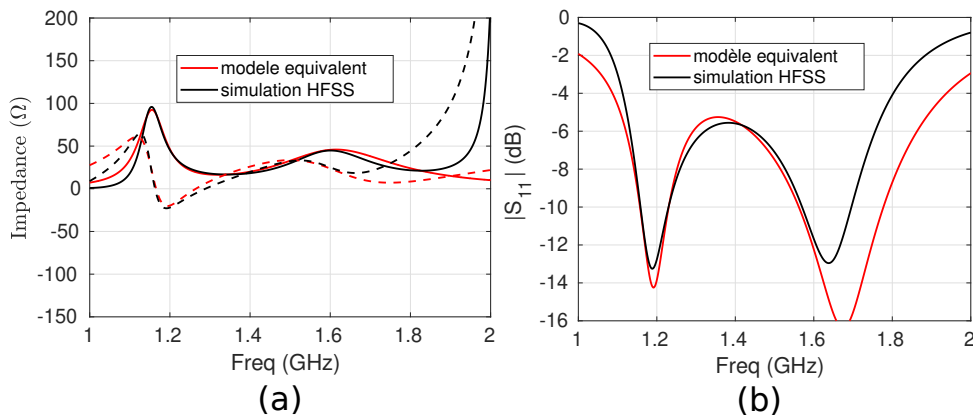 200
150
100
50
0
-50
-100
-150
Impedance (Ω)
modele equivalent
simulation HFSS
1
1.2
1.4
1.6
1.8
2
Freq (GHz)
(a)
0
-2
-4
-6
-8
-10
-12
-14
-16
|S11| (dB)
modèle equivalent
simulation HFSS
1
1.2
1.4
1.6
1.8
2
Freq (GHz)
(b)